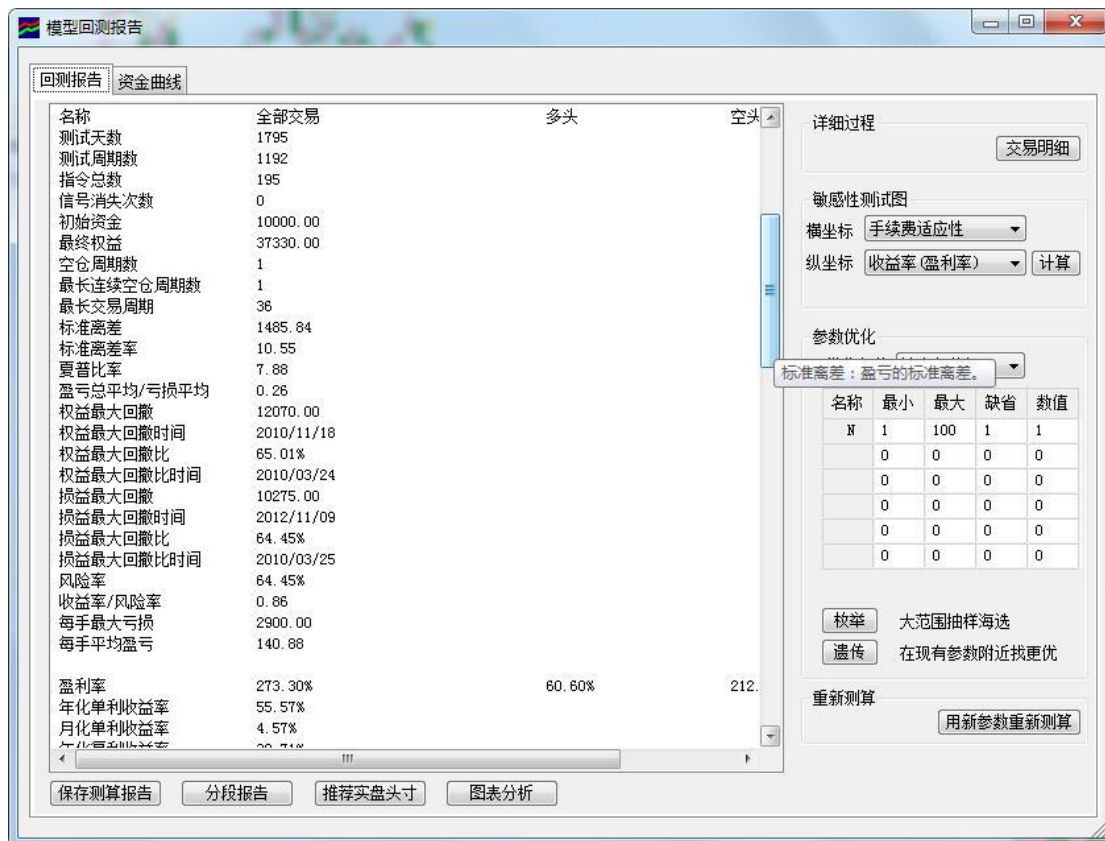 模型回测报告
回测报告 资金曲线
名称 全部交易 多头 空头
测试天数 1795
测试周期数 1192
指令总数 195
信号消失次数 0
初始资金 10000.00
最终权益 37330.00
空仓周期数 1
最长连续空仓周期数 1
最长交易周期 36
标准离差 1485.84
标准离差率 10.55
夏普比率 7.88
盈亏总平均/亏损平均 0.26
权益最大回撤 12070.00
权益最大回撤时间 2010/11/18
权益最大回撤比 65.01%
权益最大回撤比时间 2010/03/24
损益最大回撤 10275.00
损益最大回撤时间 2012/11/09
损益最大回撤比 64.45%
损益最大回撤比时间 2010/03/25
风险率 64.45%
收益率/风险率 0.86
每手最大亏损 2900.00
每手平均盈亏 140.88
盈利率 273.30% 60.60% 212.
年化单利收益率 55.57%
月化单利收益率 4.57%
保存测算报告 分段报告 推荐实盘头寸 图表分析
详细过程
交易明细
敏感性测试图
横坐标 手续费适应性
纵坐标 收益率(盈利率) 计算
参数优化
标准离差:盈亏的标准离差。
名称 最小 最大 缺省 数值
N 1 100 1 1
0 0 0 0
0 0 0 0
0 0 0 0
0 0 0 0
0 0 0 0
枚举 大范围抽样海选
遗传 在现有参数附近找更优
重新测算
用新参数重新测算